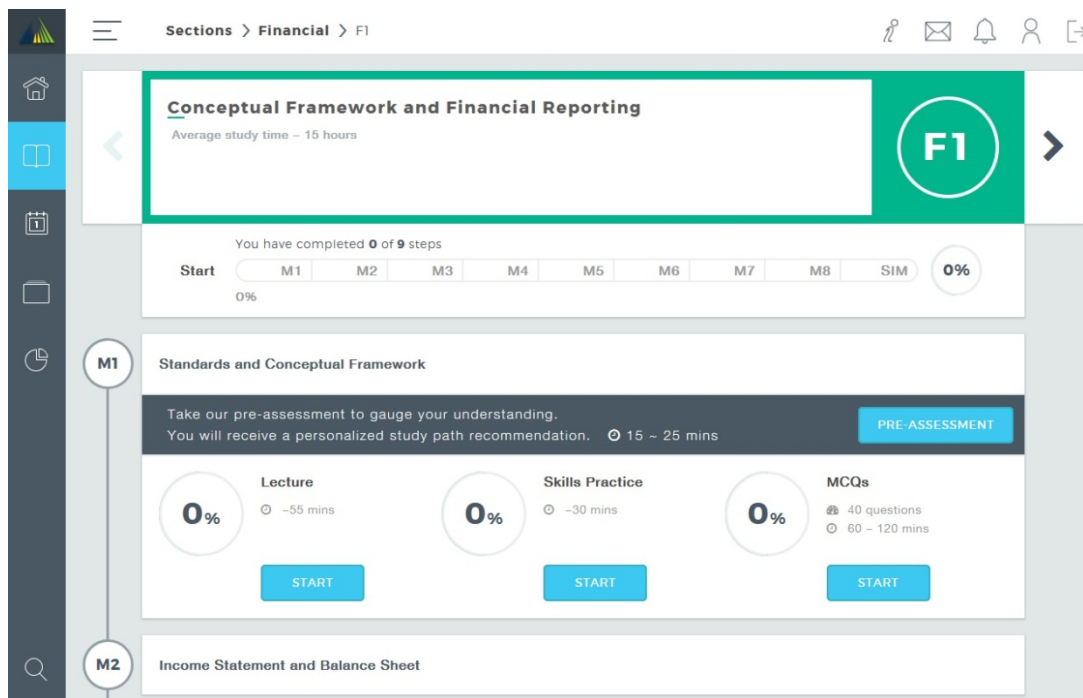 Sections > Financial > F1
1
Conceptual Framework and Financial Reporting
Average study time – 15 hours
F1
You have completed 0 of 9 steps
Start M1 M2 M3 M4 M5 M6 M7 M8 SIM 0%
0%
M1 Standards and Conceptual Framework
Take our pre-assessment to gauge your understanding.
You will receive a personalized study path recommendation. 15 ~ 25 mins
PRE-ASSESSMENT
0% Lecture
~55 mins
START
0% Skills Practice
~30 mins
START
0% MCQs
40 questions
60 – 120 mins
START
M2 Income Statement and Balance Sheet